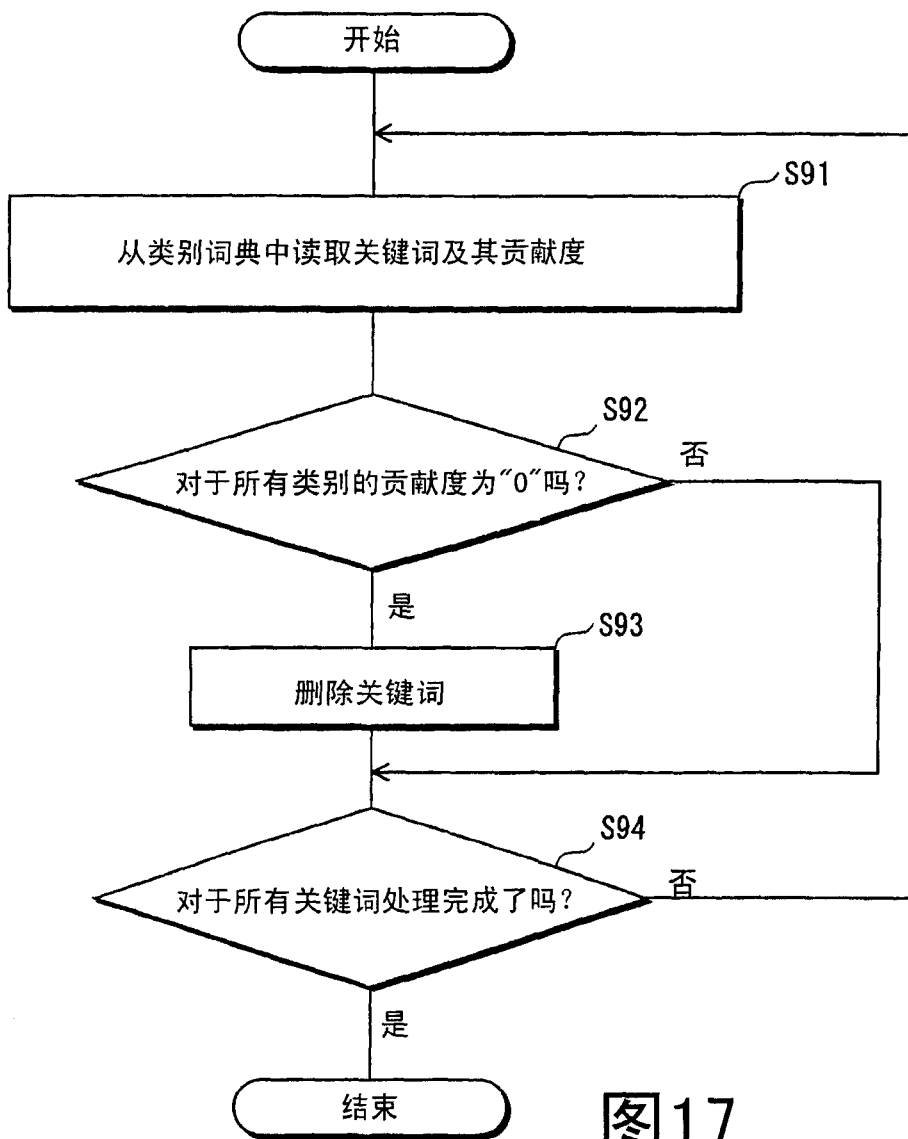 开始
S91
从类别词典中读取关键词及其贡献度
S92
对于所有类别的贡献度为"0"吗?
否
是
S93
删除关键词
S94
对于所有关键词处理完成了吗?
否
是
结束
图17